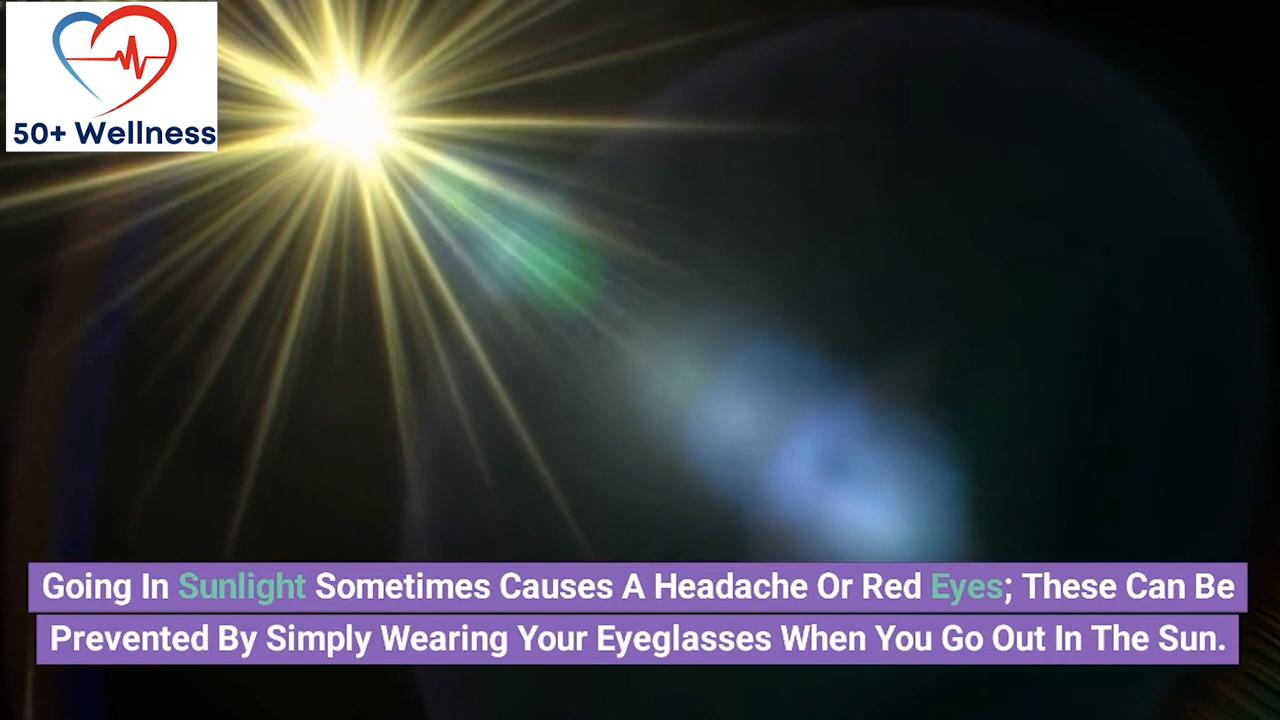 50+ Wellness
Going In Sunlight Sometimes Causes A Headache Or Red Eyes; These Can Be
Prevented By Simply Wearing Your Eyeglasses When You Go Out In The Sun.